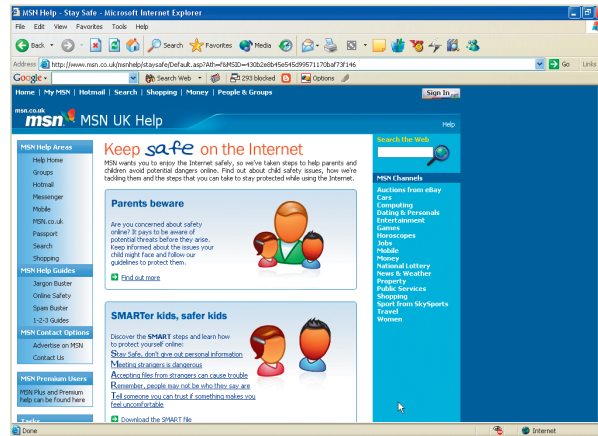 MSN Help - Stay Safe - Microsoft Internet Explorer
File Edit View Favorites Tools Help
Back Search Favorites Media
Address http://www.msn.co.uk/msnhelp/staysafe/Default.asp?Ath=f&MSID=430b2e8b45e545d99571170baf73f146 Go Links
Google Search Web 293 blocked Options
Home | My MSN | Hotmail | Search | Shopping | Money | People & Groups Sign In
msn.co.uk
msn MSN UK Help
Help
MSN Help Areas
Help Home
Groups
Hotmail
Messenger
Mobile
MSN.co.uk
Passport
Search
Shopping
MSN Help Guides
Jargon Buster
Online Safety
Spam Buster
1-2-3 Guides
MSN Contact Options
Advertise on MSN
Contact Us
MSN Premium Users
MSN Plus and Premium
help can be found here
Keep safe on the Internet
MSN wants you to enjoy the Internet safely, so we've taken steps to help parents and
children avoid potential dangers online. Find out about child safety issues, how we're
tackling them and the steps that you can take to stay protected while using the Internet.
Parents beware
Are you concerned about safety
online? It pays to be aware of
potential threats before they arise.
Keep informed about the issues your
child might face and follow our
guidelines to protect them.
Find out more
SMARTer kids, safer kids
Discover the SMART steps and learn how
to protect yourself online:
Stay Safe, don't give out personal information
Meeting strangers is dangerous
Accepting files from strangers can cause trouble
Remember, people may not be who they say are
Tell someone you can trust if something makes you
feel uncomfortable
Download the SMART file
Search the Web
MSN Channels
Auctions from eBay
Cars
Computing
Dating & Personals
Entertainment
Games
Horoscopes
Jobs
Mobile
Money
National Lottery
News & Weather
Property
Public Services
Shopping
Sport from SkySports
Travel
Women
Done Internet